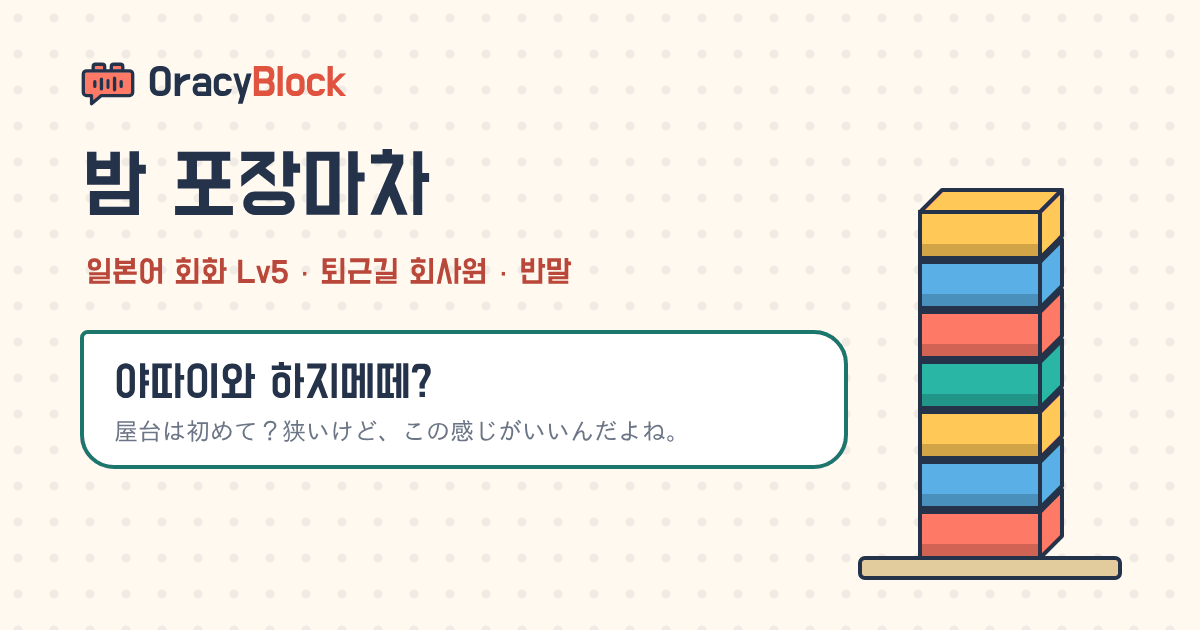 OracyBlock
밤 포장마차
일본어 회화 Lv5 · 퇴근길 회사원 · 반말
야따이와 하지메떼?
屋台は初めて？狭いけど、この感じがいいんだよね。